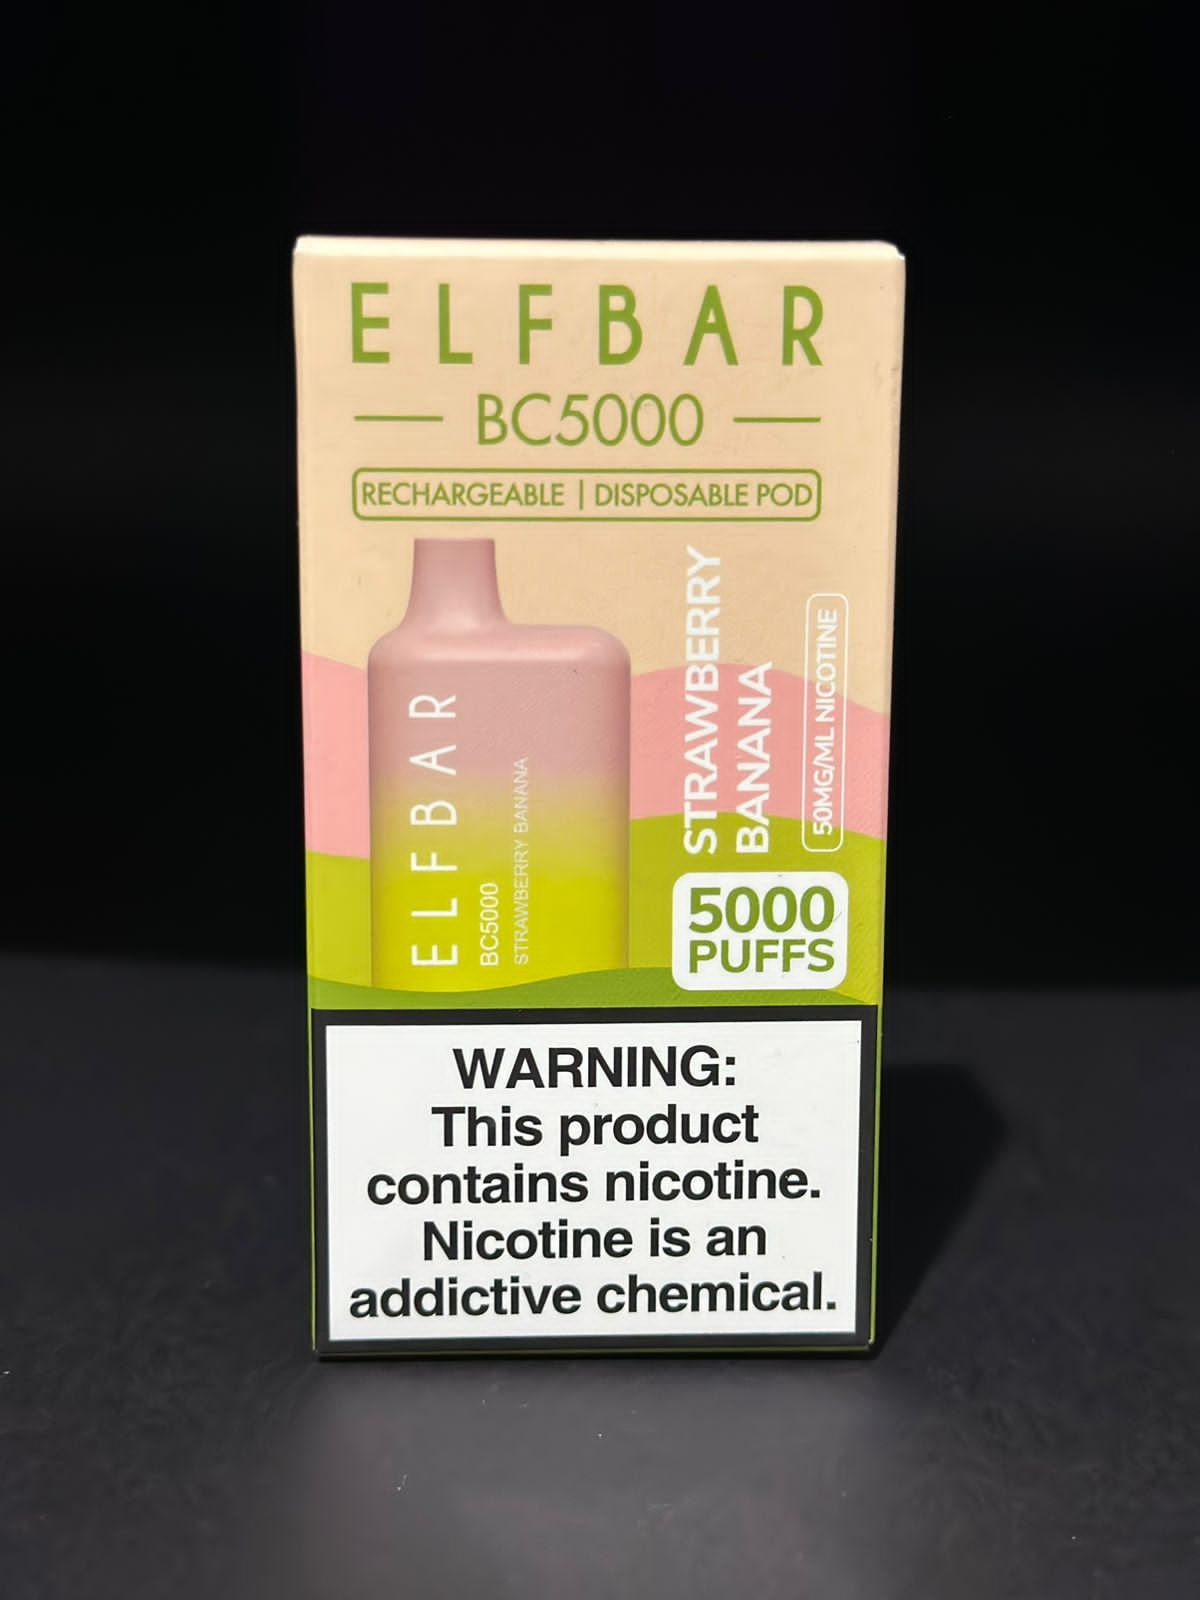 ELFBAR
BC5000
RECHARGEABLE | DISPOSABLE POD
ELFBAR
BC5000
STRAWBERRY BANANA
STRAWBERRY
BANANA
50MG/ML NICOTINE
5000
PUFFS
WARNING:
This product
contains nicotine.
Nicotine is an
addictive chemical.